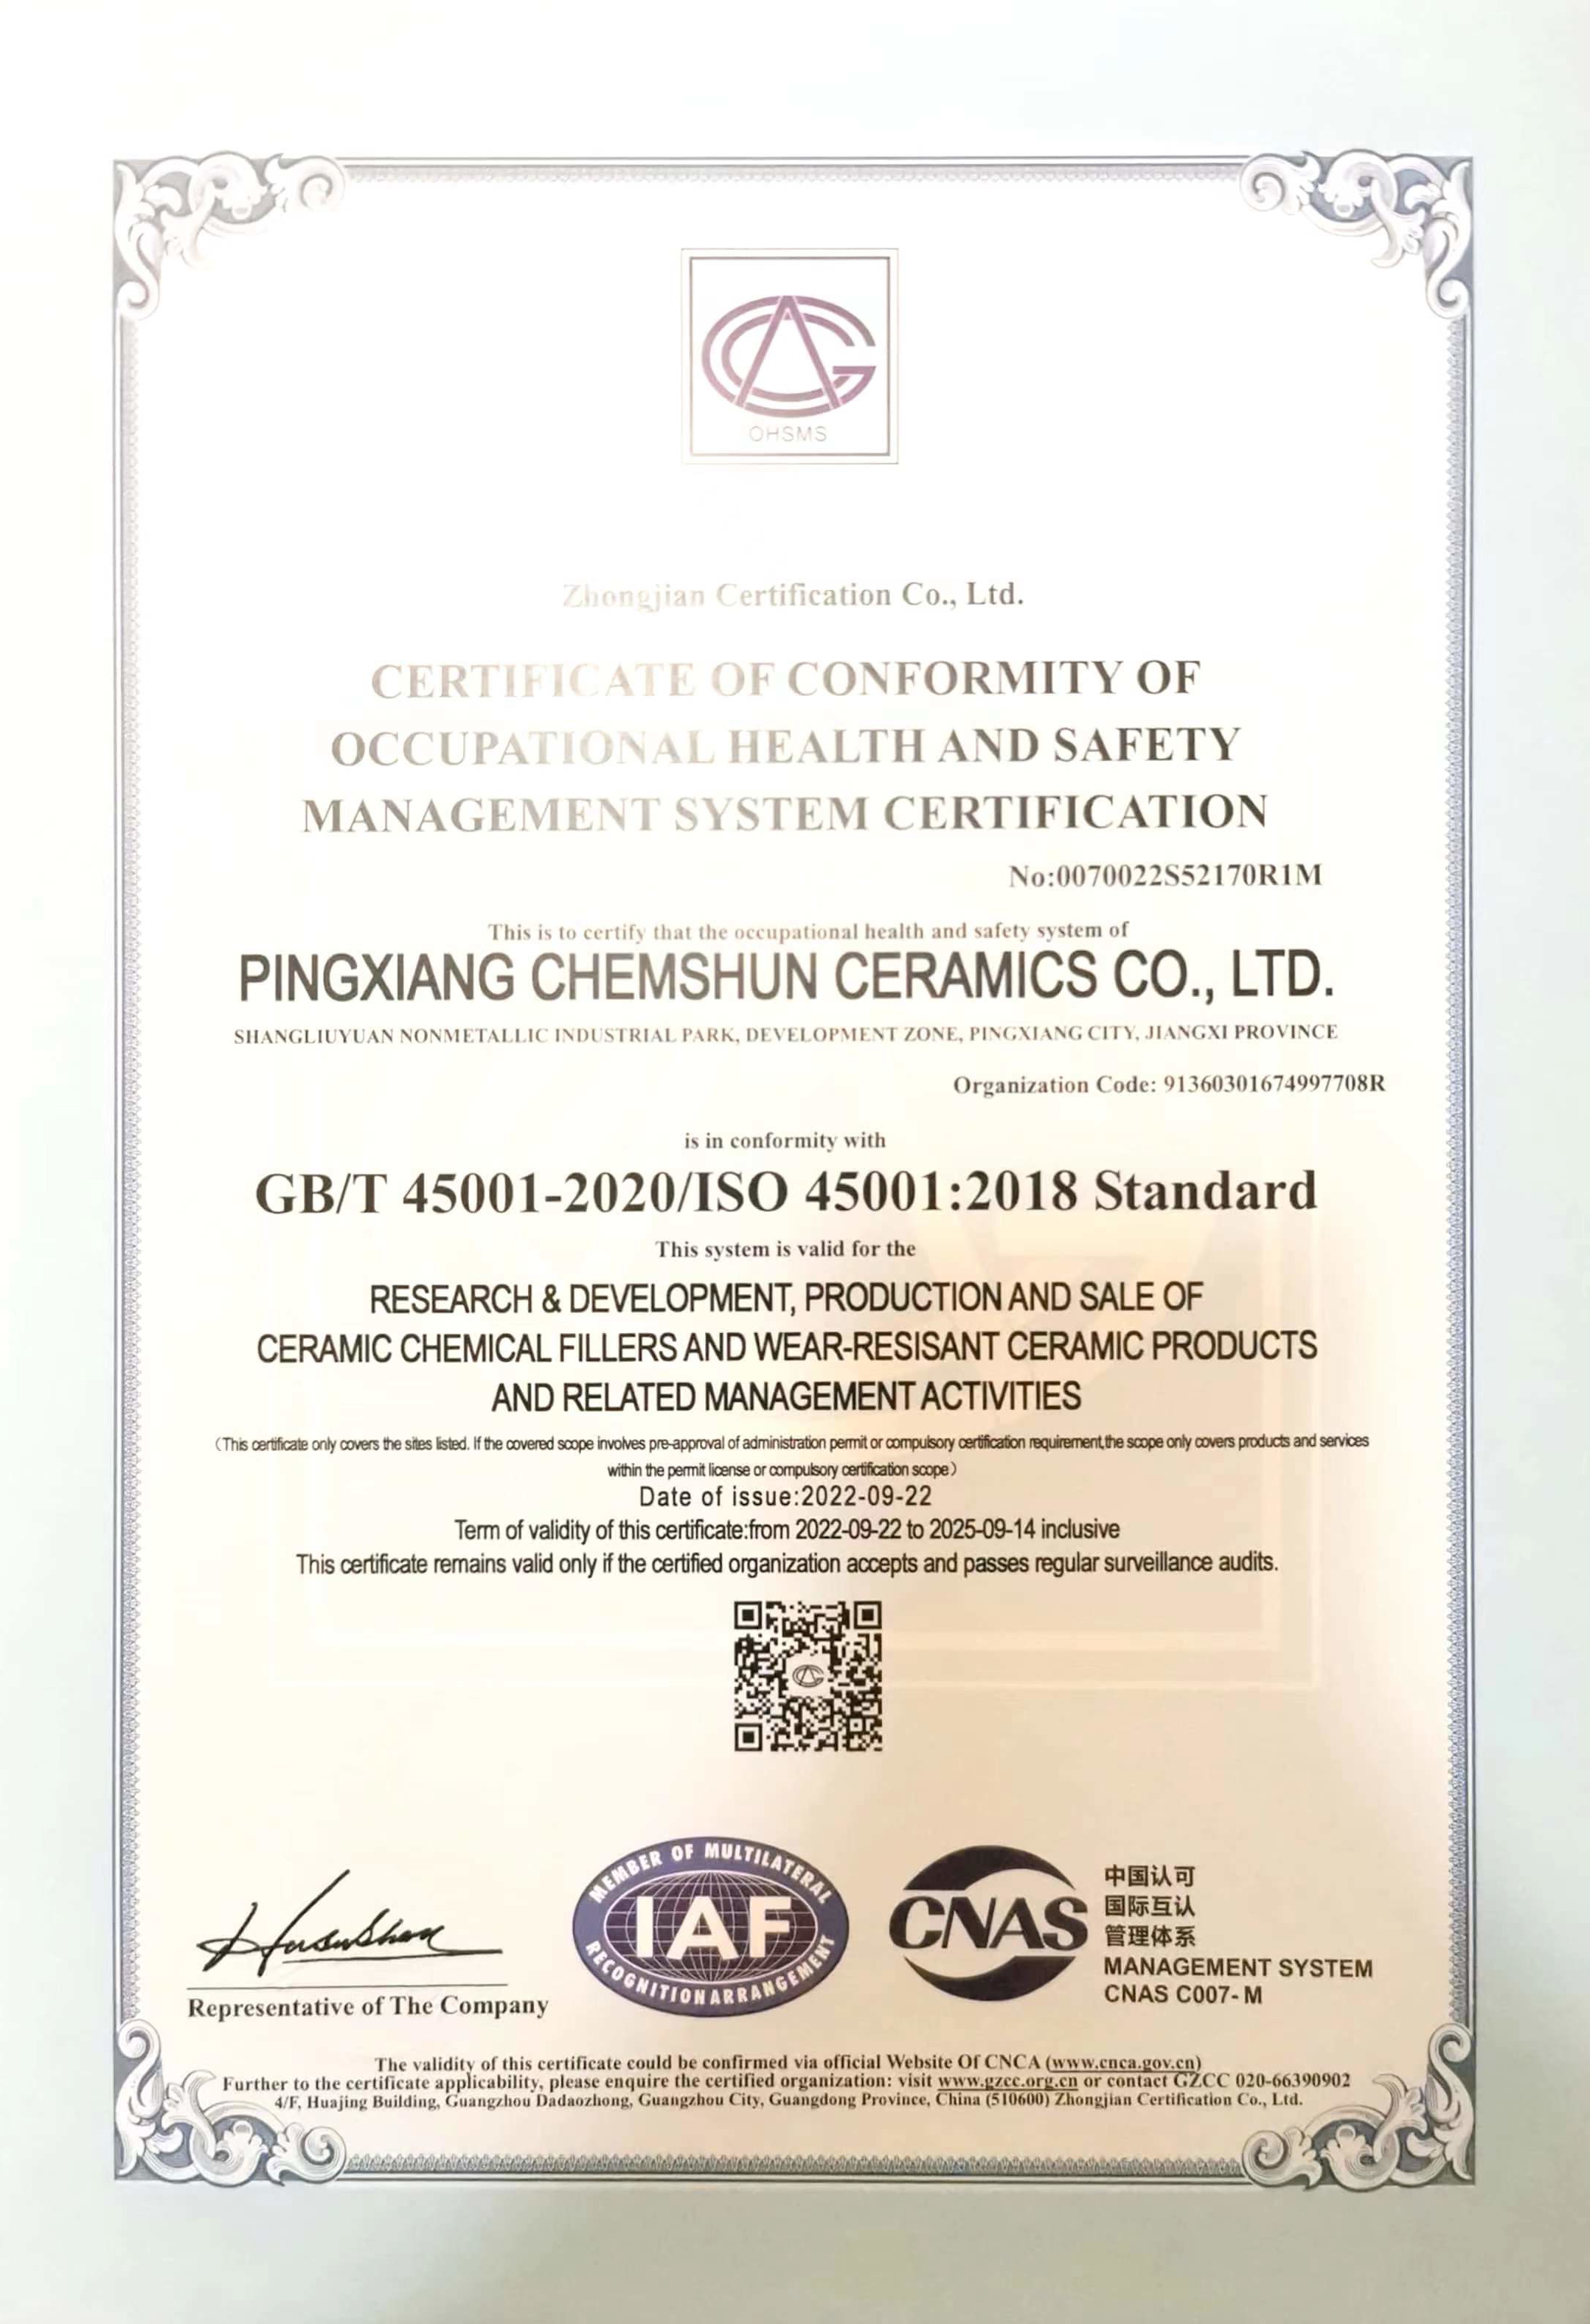 OHSMS
Zhongjian Certification Co., Ltd.
CERTIFICATE OF CONFORMITY OF
OCCUPATIONAL HEALTH AND SAFETY
MANAGEMENT SYSTEM CERTIFICATION
No:0070022S52170R1M
This is to certify that the occupational health and safety system of
PINGXIANG CHEMSHUN CERAMICS CO., LTD.
SHANGLIUYUAN NONMETALLIC INDUSTRIAL PARK, DEVELOPMENT ZONE, PINGXIANG CITY, JIANGXI PROVINCE
Organization Code: 91360301674997708R
is in conformity with
GB/T 45001-2020/ISO 45001:2018 Standard
This system is valid for the
RESEARCH & DEVELOPMENT, PRODUCTION AND SALE OF
CERAMIC CHEMICAL FILLERS AND WEAR-RESISANT CERAMIC PRODUCTS
AND RELATED MANAGEMENT ACTIVITIES
(This certificate only covers the sites listed. If the covered scope involves pre-approval of administration permit or compulsory certification requirement,the scope only covers products and services
within the permit license or compulsory certification scope)
Date of issue:2022-09-22
Term of validity of this certificate:from 2022-09-22 to 2025-09-14 inclusive
This certificate remains valid only if the certified organization accepts and passes regular surveillance audits.
Representative of The Company
MEMBER OF MULTILATERAL
IAF
RECOGNITION ARRANGEMENT
CNAS
中国认可
国际互认
管理体系
MANAGEMENT SYSTEM
CNAS C007-M
The validity of this certificate could be confirmed via official Website Of CNCA (www.cnca.gov.cn)
Further to the certificate applicability, please enquire the certified organization: visit www.gzcc.org.cn or contact GZCC 020-66390902
4/F, Huajing Building, Guangzhou Dadaozhong, Guangzhou City, Guangdong Province, China (510600) Zhongjian Certification Co., Ltd.